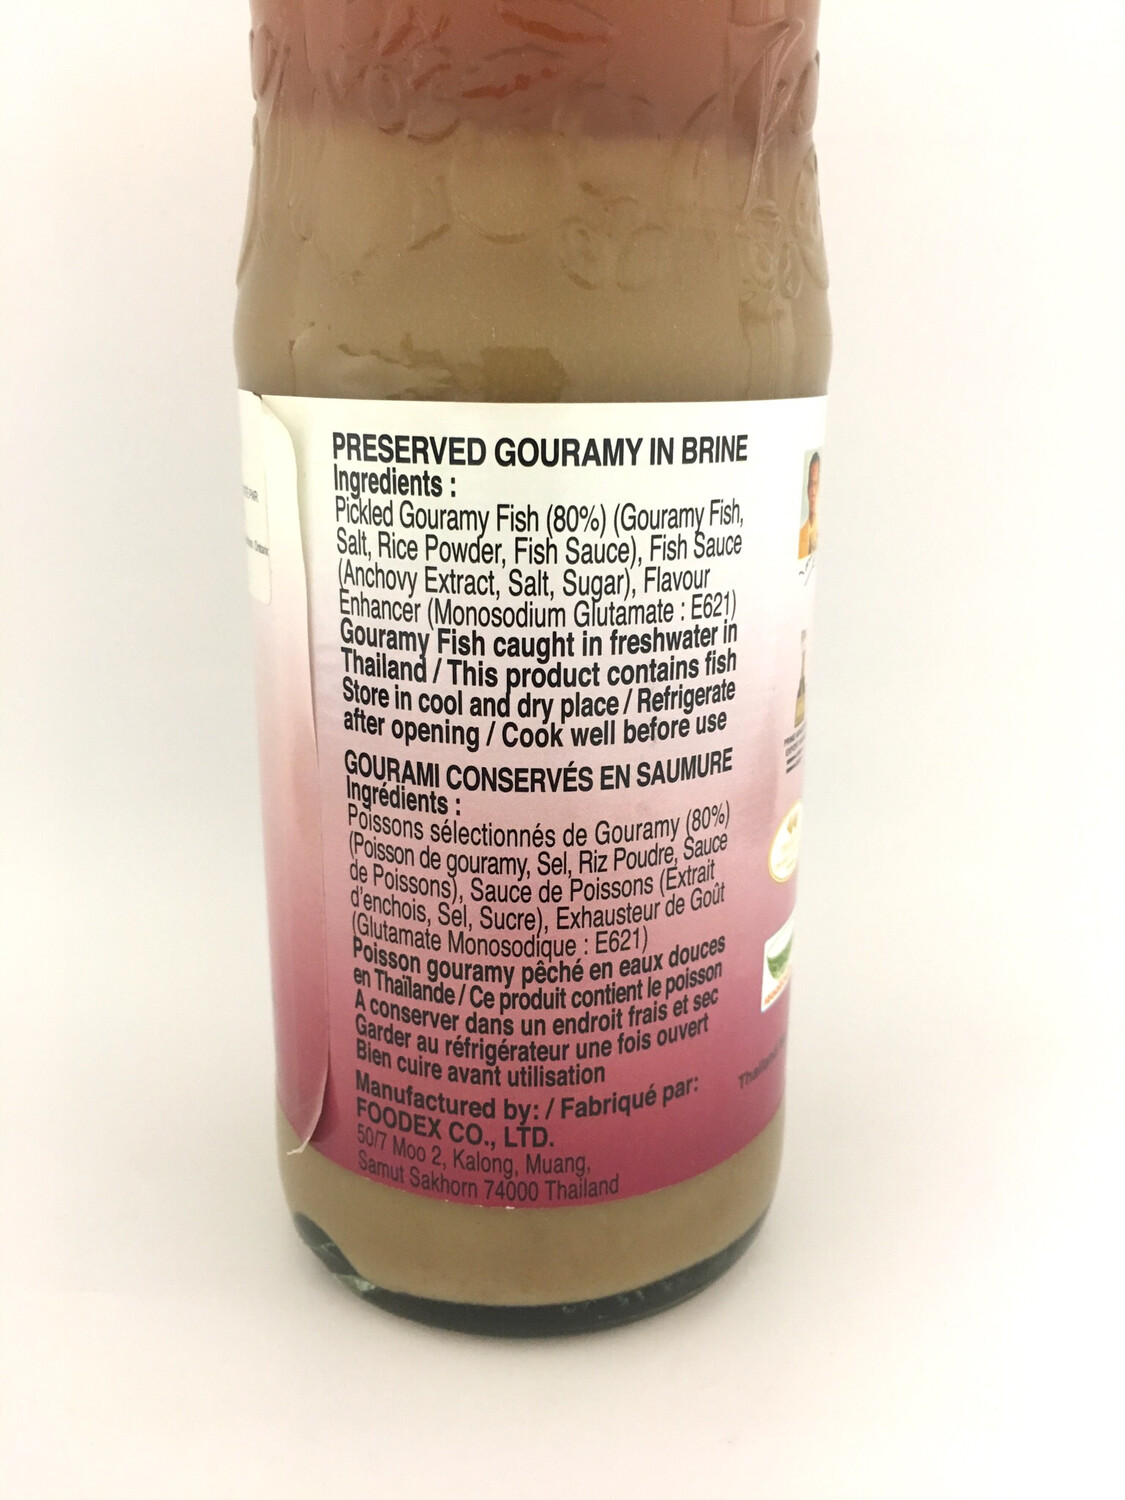 PRESERVED GOURAMY IN BRINE
Ingredients :
Pickled Gouramy Fish (80%) (Gouramy Fish,
Salt, Rice Powder, Fish Sauce), Fish Sauce
(Anchovy Extract, Salt, Sugar), Flavour
Enhancer (Monosodium Glutamate : E621)
Gouramy Fish caught in freshwater in
Thailand / This product contains fish
Store in cool and dry place / Refrigerate
after opening / Cook well before use
GOURAMI CONSERVÉS EN SAUMURE
Ingrédients :
Poissons sélectionnés de Gouramy (80%)
(Poisson de gouramy, Sel, Riz Poudre, Sauce
de Poissons), Sauce de Poissons (Extrait
d'enchois, Sel, Sucre), Exhausteur de Goût
(Glutamate Monosodique : E621)
Poisson gouramy pêché en eaux douces
en Thaïlande / Ce produit contient le poisson
A conserver dans un endroit frais et sec
Garder au réfrigérateur une fois ouvert
Bien cuire avant utilisation
Manufactured by: / Fabriqué par:
FOODEX CO., LTD.
50/7 Moo 2, Kalong, Muang,
Samut Sakhorn 74000 Thailand